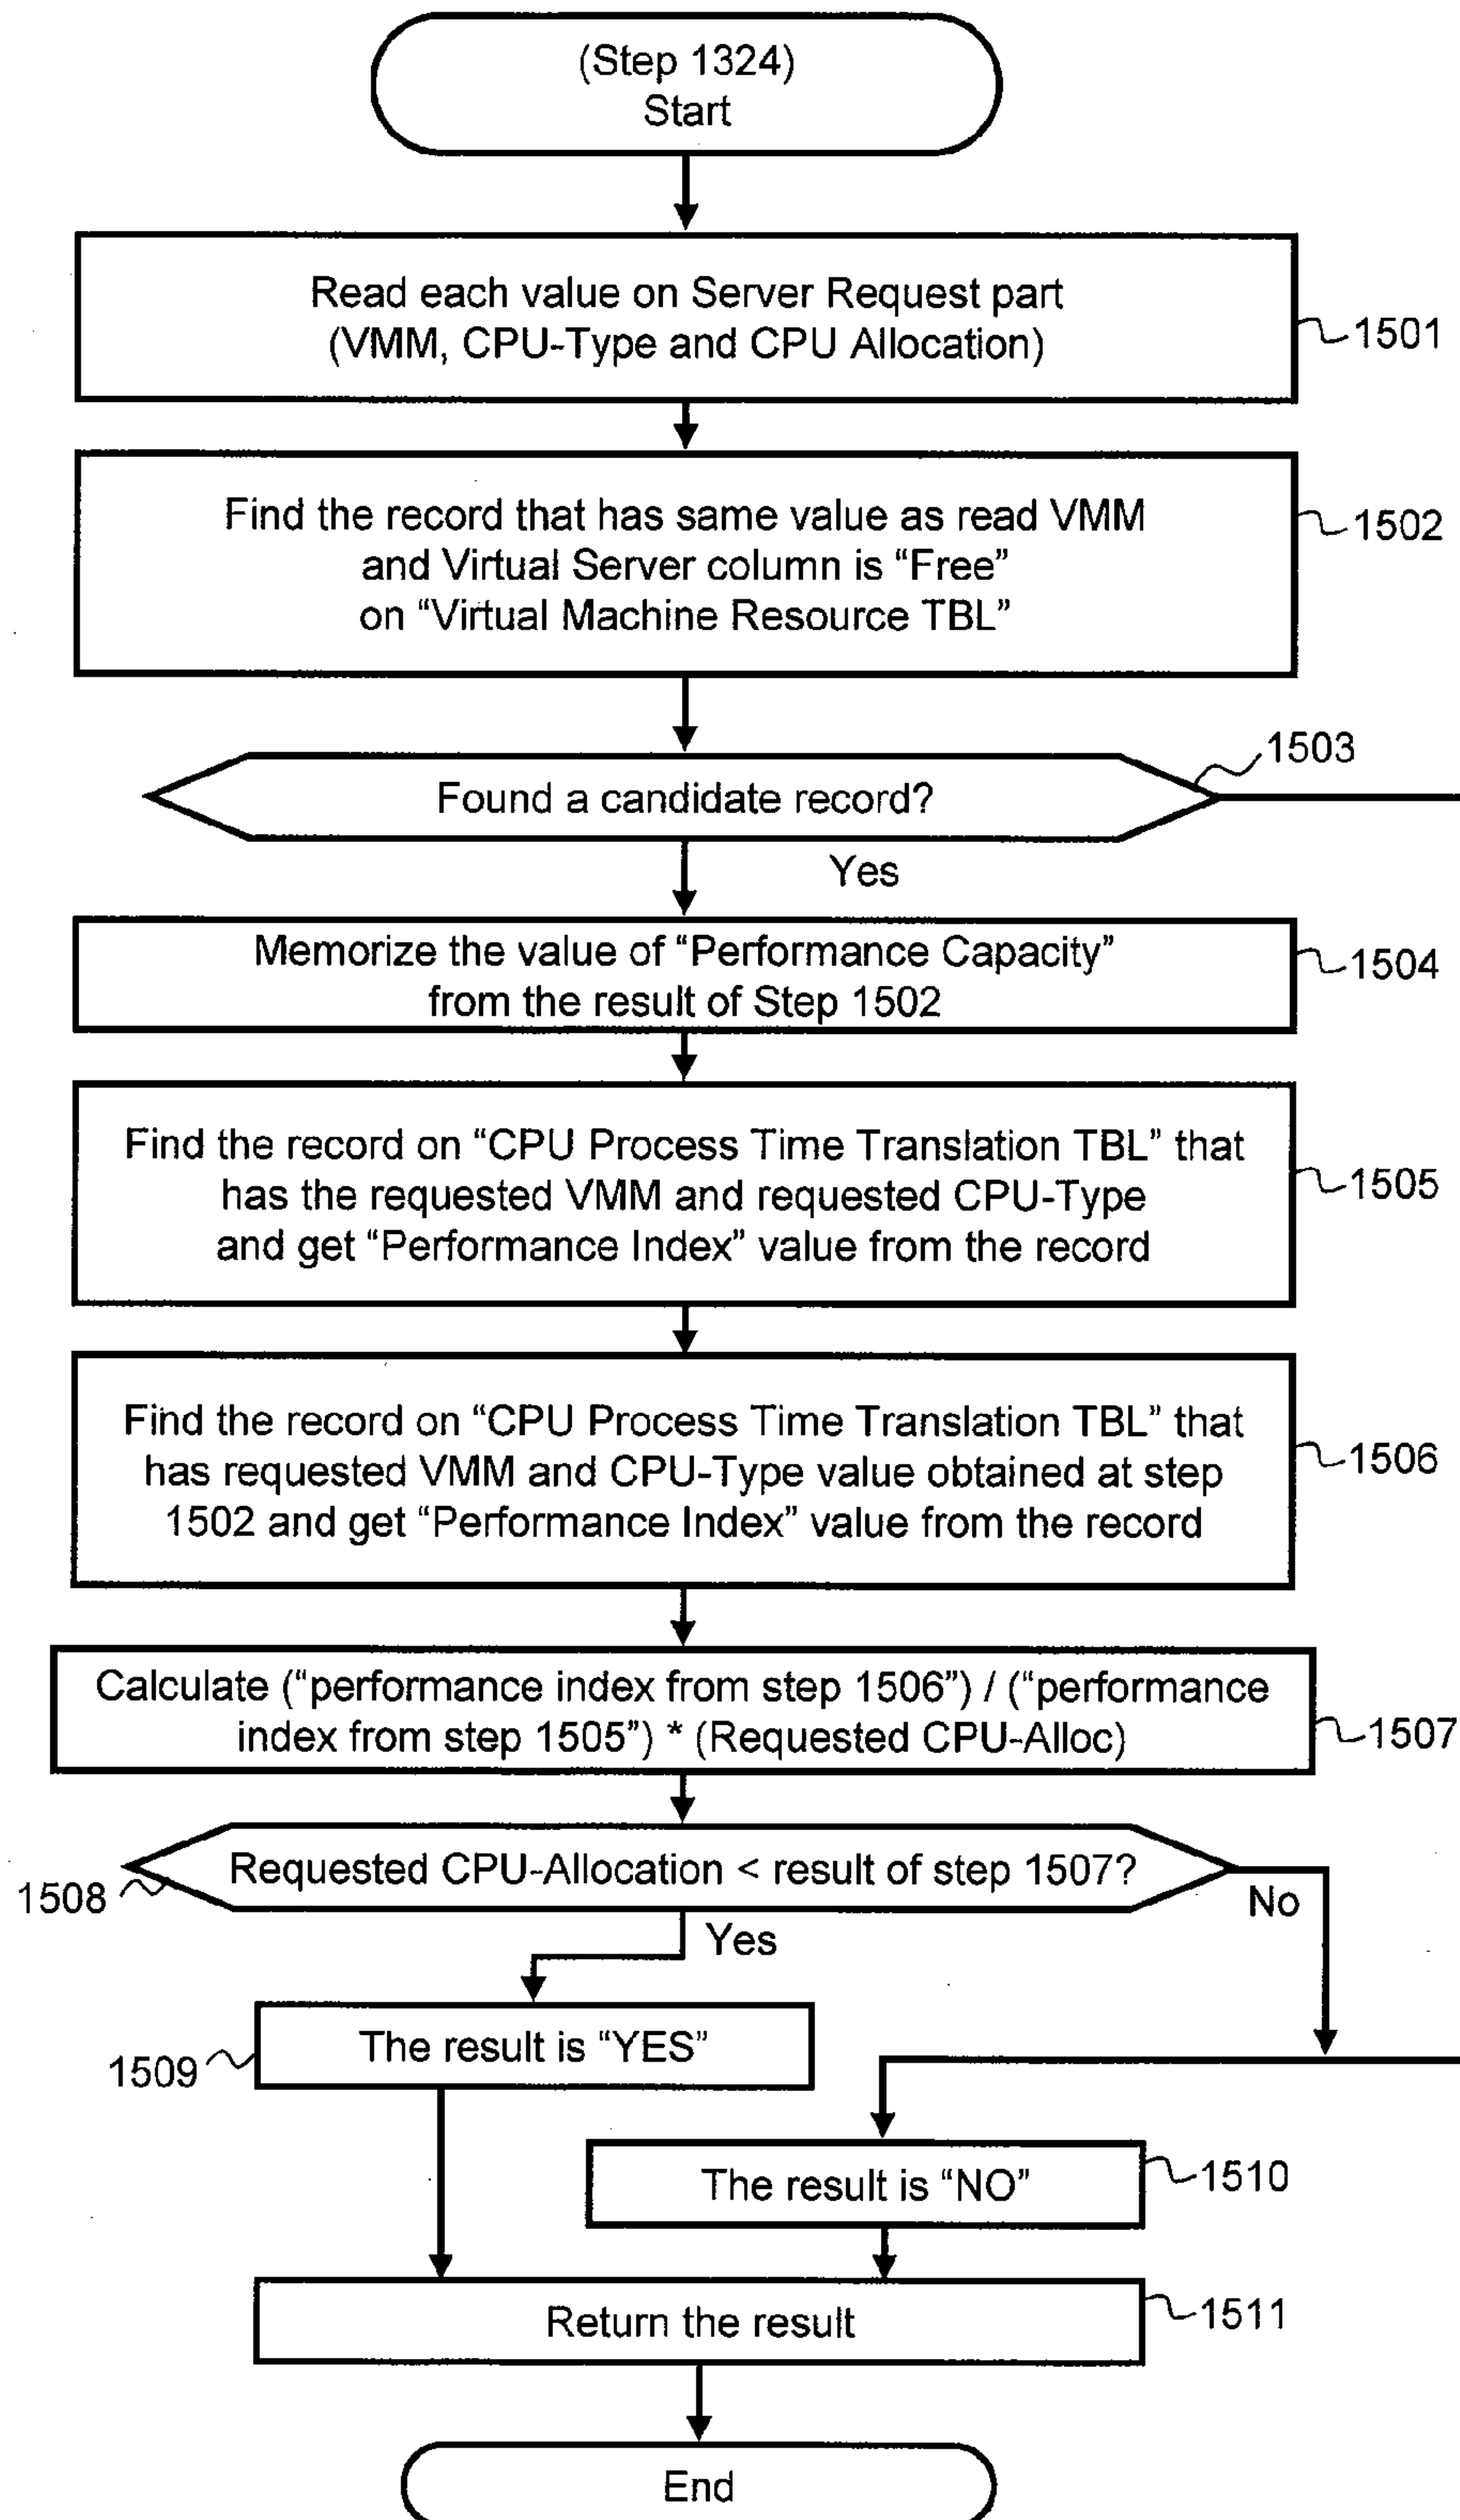 (Step 1324)
Start
Read each value on Server Request part
(VMM, CPU-Type and CPU Allocation)
1501
Find the record that has same value as read VMM
and Virtual Server column is “Free”
on “Virtual Machine Resource TBL”
1502
1503
Found a candidate record?
Yes
Memorize the value of “Performance Capacity”
from the result of Step 1502
1504
Find the record on “CPU Process Time Translation TBL” that
has the requested VMM and requested CPU-Type
and get “Performance Index” value from the record
1505
Find the record on “CPU Process Time Translation TBL” that
has requested VMM and CPU-Type value obtained at step
1502 and get “Performance Index” value from the record
1506
Calculate (“performance index from step 1506”) / (“performance
index from step 1505”) * (Requested CPU-Alloc)
1507
Requested CPU-Allocation < result of step 1507?
1508
No
Yes
The result is “YES”
1509
The result is “NO”
1510
Return the result
1511
End